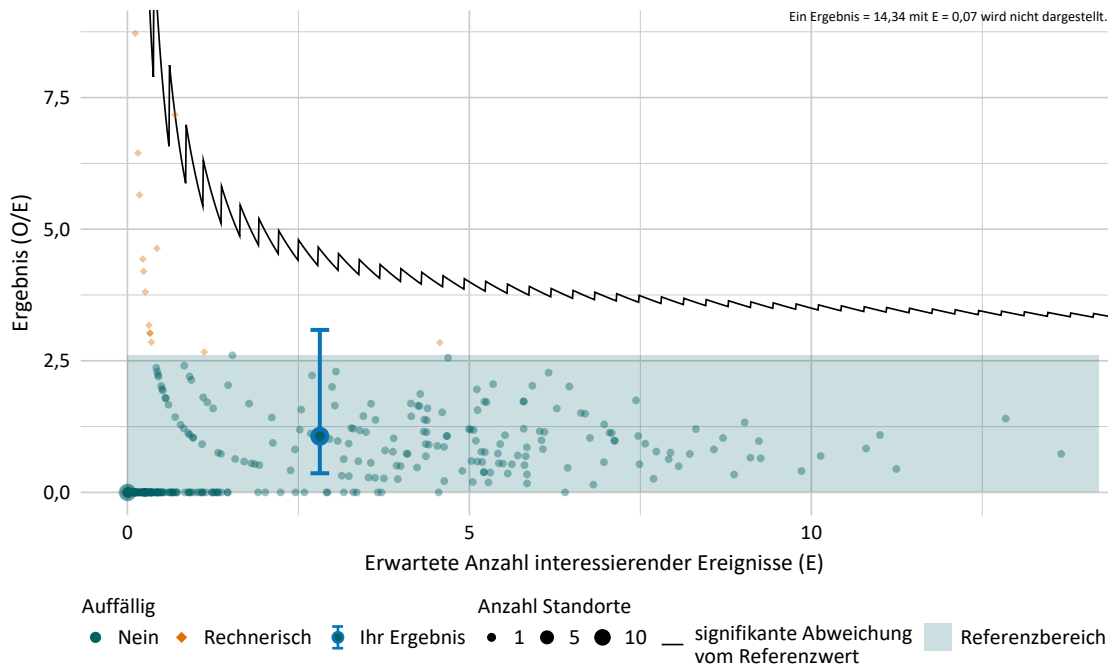 Ein Ergebnis = 14,34 mit E = 0,07 wird nicht dargestellt.
7,5
5,0
2,5
0,0
Ergebnis (O/E)
0
5
10
Erwartete Anzahl interessierender Ereignisse (E)
Auffällig
Nein
Rechnerisch
Ihr Ergebnis
Anzahl Standorte
1
5
10
signifikante Abweichung
vom Referenzwert
Referenzbereich